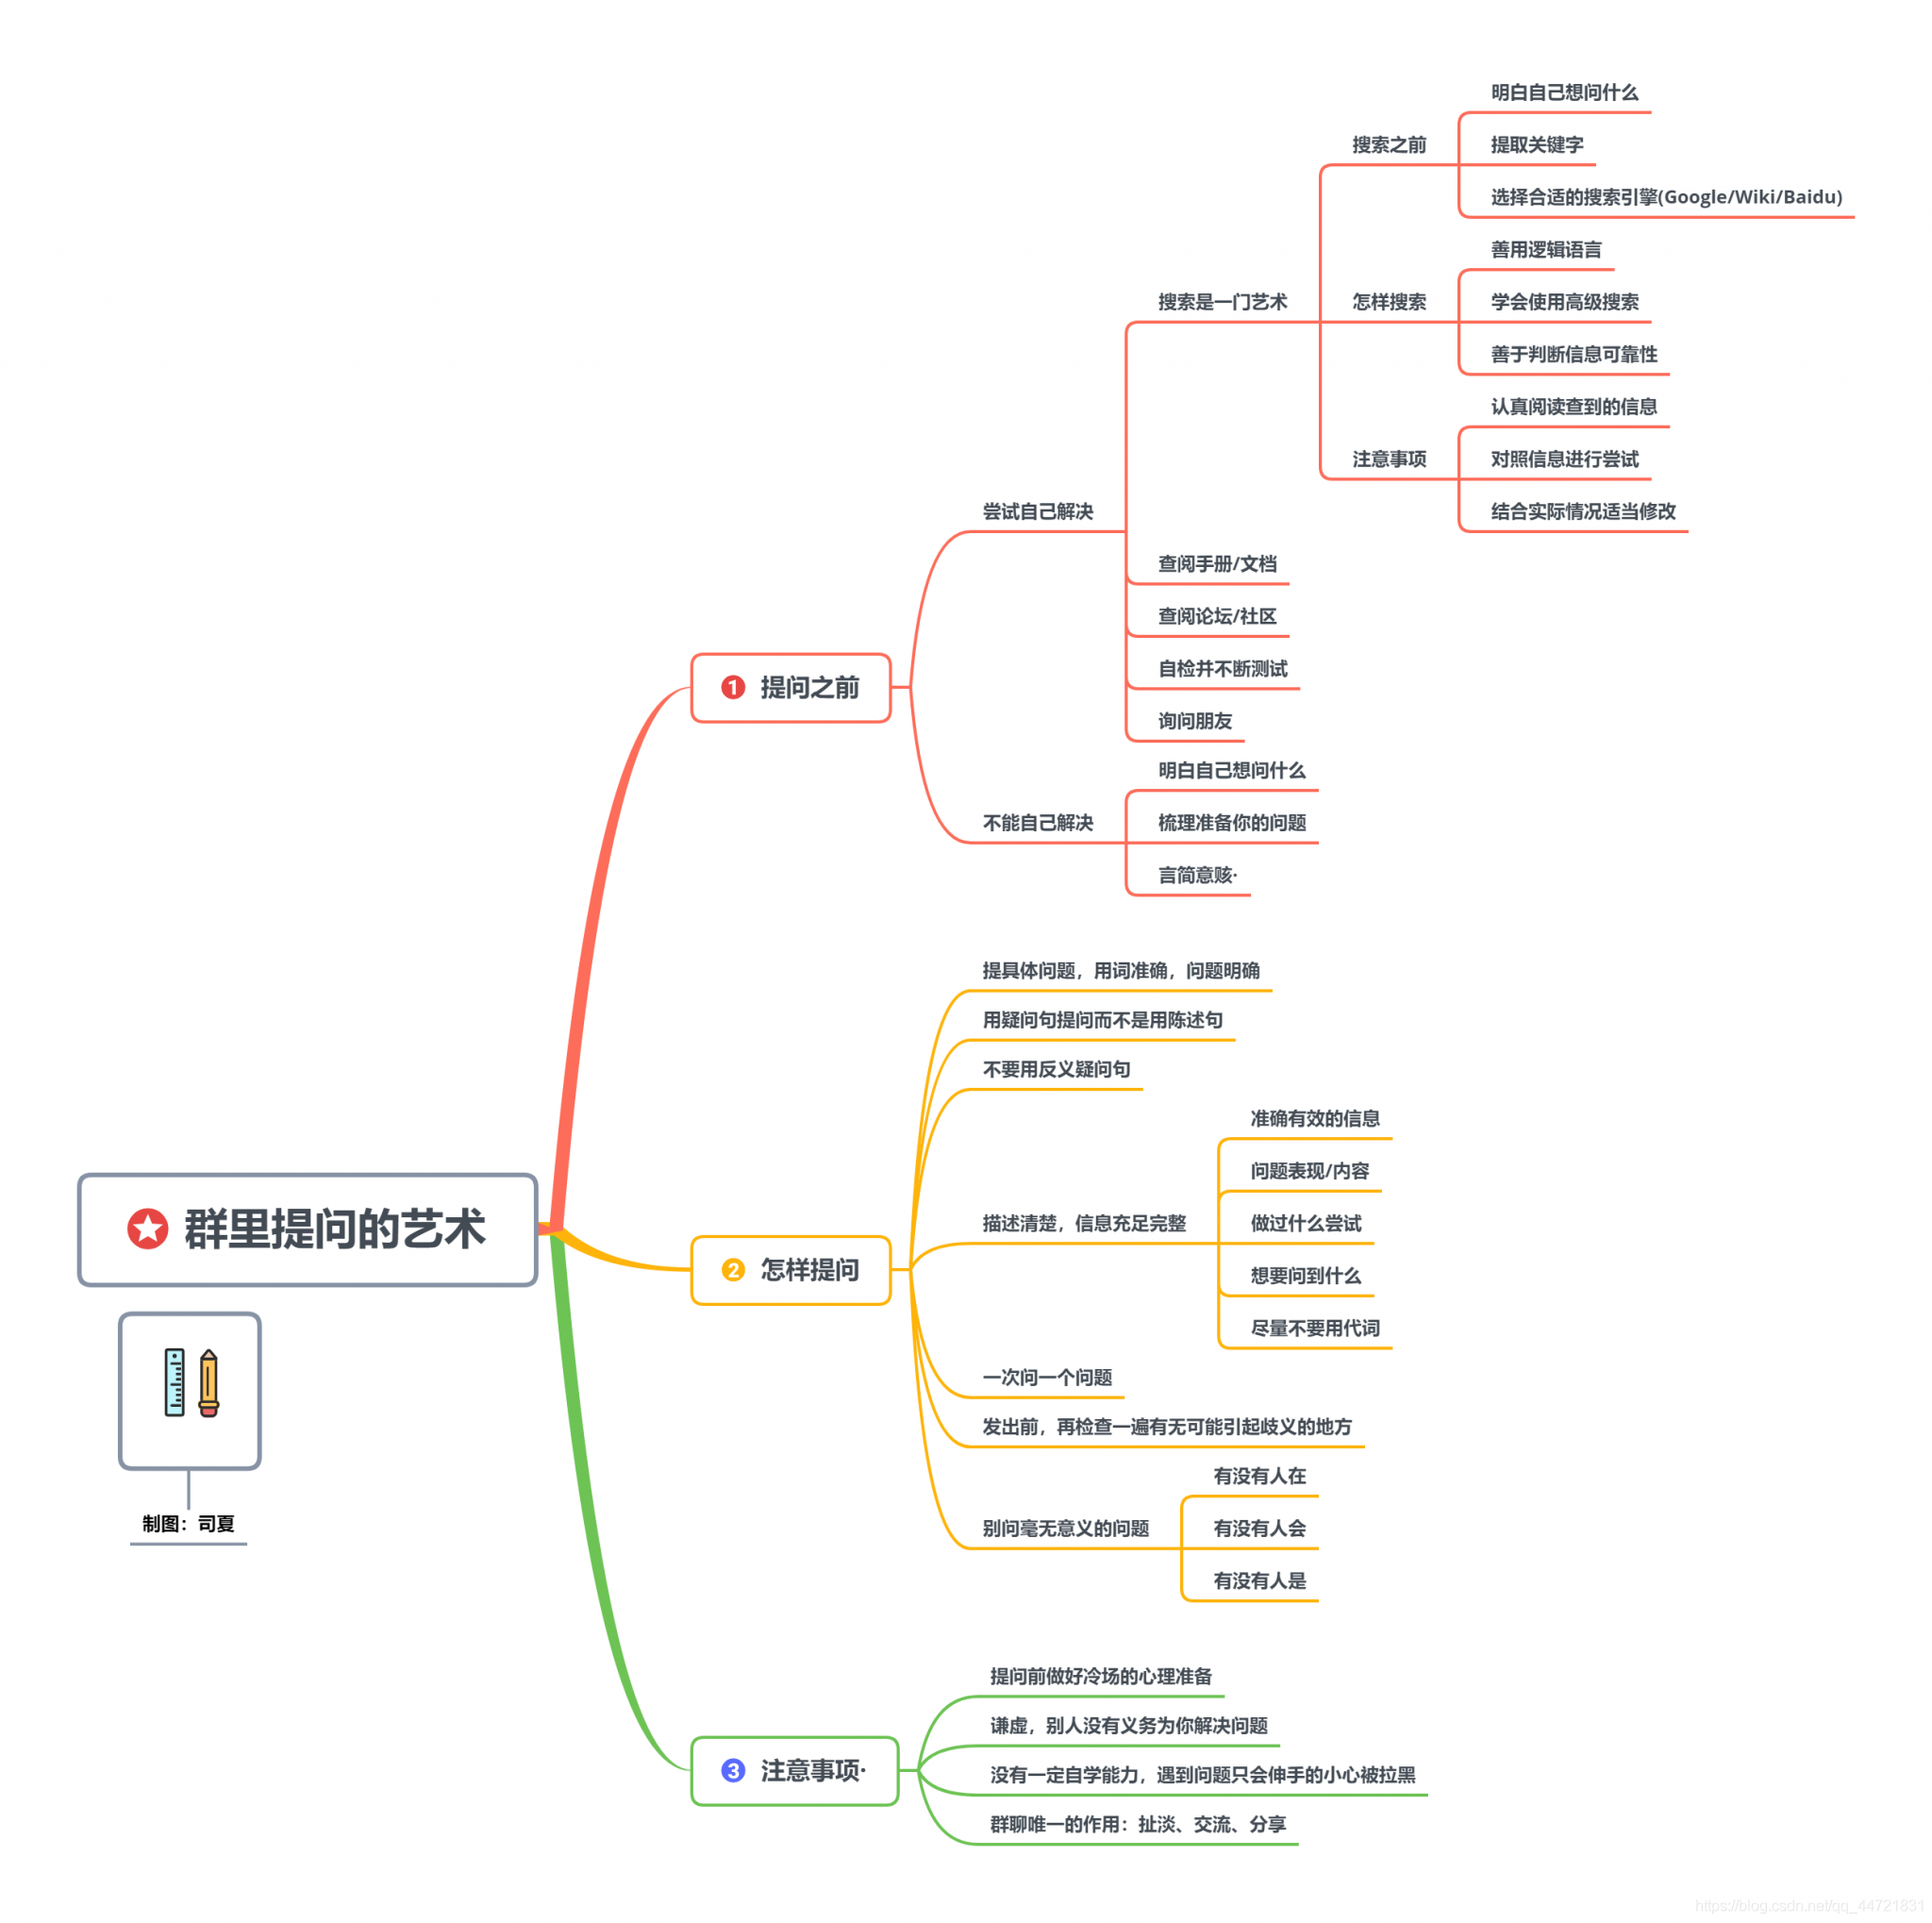 群里提问的艺术
制图：司夏
1 提问之前
尝试自己解决
搜索是一门艺术
搜索之前
明白自己想问什么
提取关键字
选择合适的搜索引擎(Google/Wiki/Baidu)
怎样搜索
善用逻辑语言
学会使用高级搜索
善于判断信息可靠性
注意事项
认真阅读查到的信息
对照信息进行尝试
结合实际情况适当修改
查阅手册/文档
查阅论坛/社区
自检并不断测试
询问朋友
不能自己解决
明白自己想问什么
梳理准备你的问题
言简意赅·
2 怎样提问
提具体问题，用词准确，问题明确
用疑问句提问而不是用陈述句
不要用反义疑问句
描述清楚，信息充足完整
准确有效的信息
问题表现/内容
做过什么尝试
想要问到什么
尽量不要用代词
一次问一个问题
发出前，再检查一遍有无可能引起歧义的地方
别问毫无意义的问题
有没有人在
有没有人会
有没有人是
3 注意事项·
提问前做好冷场的心理准备
谦虚，别人没有义务为你解决问题
没有一定自学能力，遇到问题只会伸手的小心被拉黑
群聊唯一的作用：扯淡、交流、分享
https://blog.csdn.net/qq_44721831